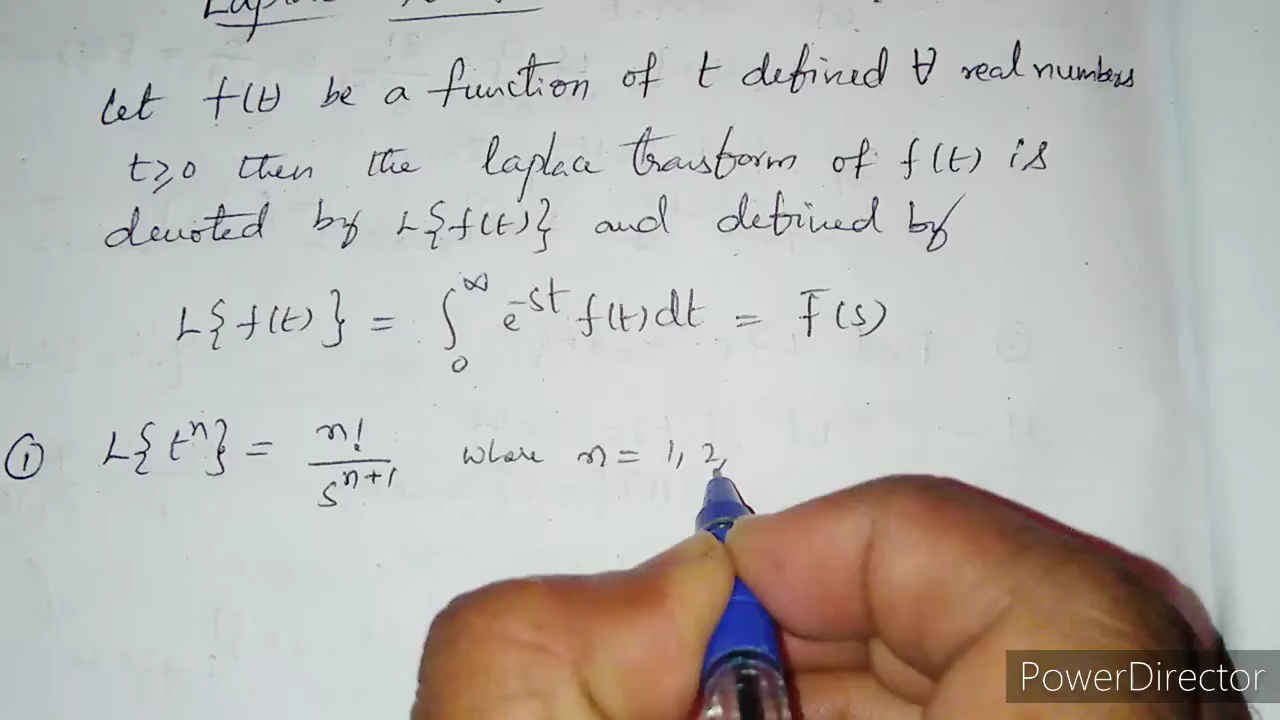 Let f(t) be a function of t defined ∀ real numbers
t≥0 then the laplace transform of f(t) is
denoted by L{f(t)} and defined by
L{f(t)} = ∫₀^∞ e^-st f(t)dt = F̄(s)
① L{tⁿ} = n!/s^(n+1) where n = 1, 2,
PowerDirector